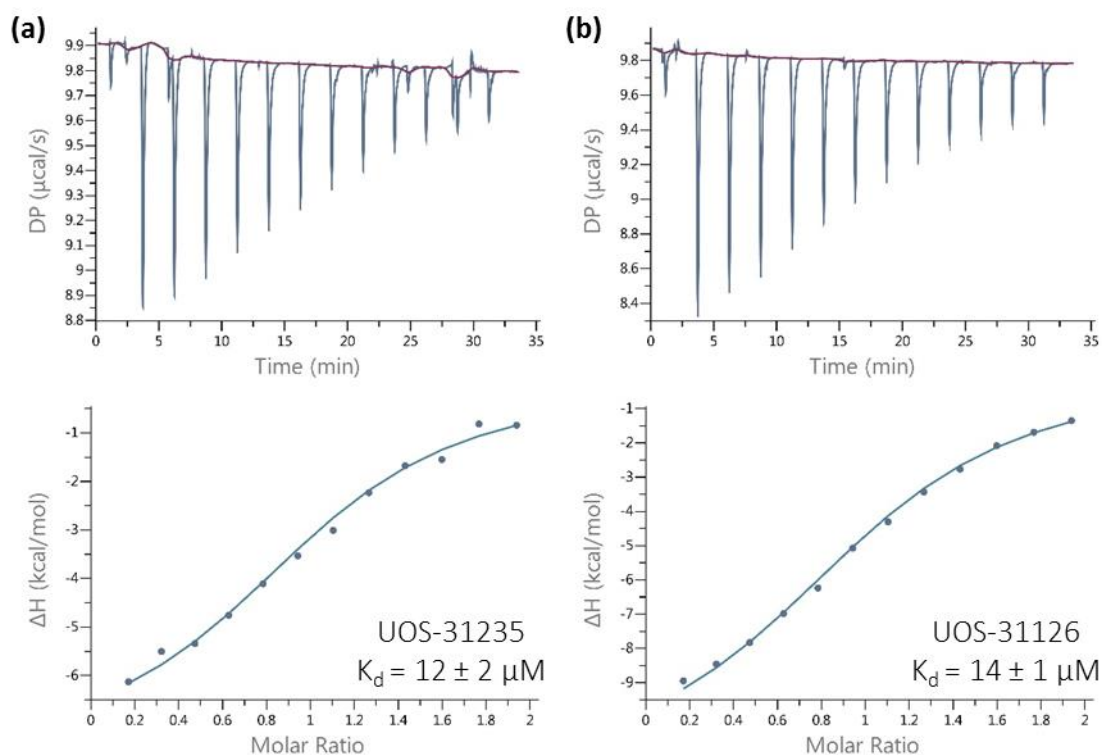 (a)
9.9
9.8
9.7
9.6
9.5
9.4
9.3
9.2
9.1
9
8.9
8.8
DP (μcal/s)
0 5 10 15 20 25 30 35
Time (min)
(b)
9.8
9.6
9.4
9.2
9
8.8
8.6
8.4
DP (μcal/s)
0 5 10 15 20 25 30 35
Time (min)
-1
-2
-3
-4
-5
-6
ΔH (kcal/mol)
UOS-31235
Kd = 12 ± 2 μM
0 0.2 0.4 0.6 0.8 1 1.2 1.4 1.6 1.8 2
Molar Ratio
-1
-2
-3
-4
-5
-6
-7
-8
-9
ΔH (kcal/mol)
UOS-31126
Kd = 14 ± 1 μM
0 0.2 0.4 0.6 0.8 1 1.2 1.4 1.6 1.8 2
Molar Ratio